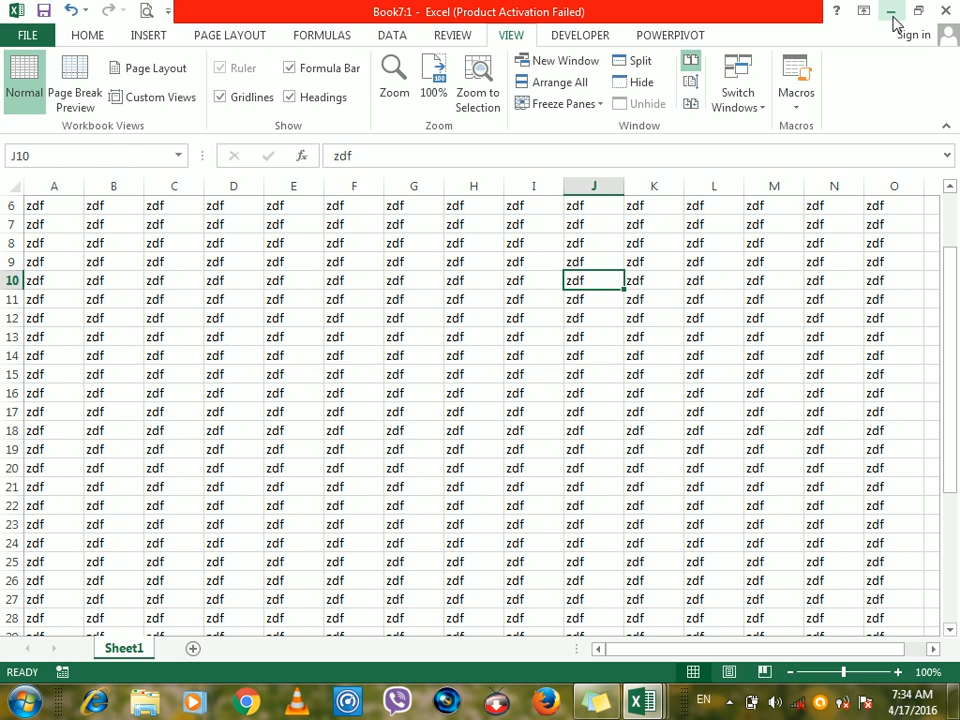 Book7:1 - Excel (Product Activation Failed)
Sign in
FILE HOME INSERT PAGE LAYOUT FORMULAS DATA REVIEW VIEW DEVELOPER POWERPIVOT
Normal
Page Break Preview
Page Layout
Custom Views
Workbook Views
Ruler
Formula Bar
Gridlines
Headings
Show
Zoom
100%
Zoom to Selection
Zoom
New Window
Arrange All
Freeze Panes
Split
Hide
Unhide
Switch Windows
Window
Macros
Macros
J10 fx zdf
A B C D E F G H I J K L M N O
6 zdf zdf zdf zdf zdf zdf zdf zdf zdf zdf zdf zdf zdf zdf zdf
7 zdf zdf zdf zdf zdf zdf zdf zdf zdf zdf zdf zdf zdf zdf zdf
8 zdf zdf zdf zdf zdf zdf zdf zdf zdf zdf zdf zdf zdf zdf zdf
9 zdf zdf zdf zdf zdf zdf zdf zdf zdf zdf zdf zdf zdf zdf zdf
10 zdf zdf zdf zdf zdf zdf zdf zdf zdf zdf zdf zdf zdf zdf zdf
11 zdf zdf zdf zdf zdf zdf zdf zdf zdf zdf zdf zdf zdf zdf zdf
12 zdf zdf zdf zdf zdf zdf zdf zdf zdf zdf zdf zdf zdf zdf zdf
13 zdf zdf zdf zdf zdf zdf zdf zdf zdf zdf zdf zdf zdf zdf zdf
14 zdf zdf zdf zdf zdf zdf zdf zdf zdf zdf zdf zdf zdf zdf zdf
15 zdf zdf zdf zdf zdf zdf zdf zdf zdf zdf zdf zdf zdf zdf zdf
16 zdf zdf zdf zdf zdf zdf zdf zdf zdf zdf zdf zdf zdf zdf zdf
17 zdf zdf zdf zdf zdf zdf zdf zdf zdf zdf zdf zdf zdf zdf zdf
18 zdf zdf zdf zdf zdf zdf zdf zdf zdf zdf zdf zdf zdf zdf zdf
19 zdf zdf zdf zdf zdf zdf zdf zdf zdf zdf zdf zdf zdf zdf zdf
20 zdf zdf zdf zdf zdf zdf zdf zdf zdf zdf zdf zdf zdf zdf zdf
21 zdf zdf zdf zdf zdf zdf zdf zdf zdf zdf zdf zdf zdf zdf zdf
22 zdf zdf zdf zdf zdf zdf zdf zdf zdf zdf zdf zdf zdf zdf zdf
23 zdf zdf zdf zdf zdf zdf zdf zdf zdf zdf zdf zdf zdf zdf zdf
24 zdf zdf zdf zdf zdf zdf zdf zdf zdf zdf zdf zdf zdf zdf zdf
25 zdf zdf zdf zdf zdf zdf zdf zdf zdf zdf zdf zdf zdf zdf zdf
26 zdf zdf zdf zdf zdf zdf zdf zdf zdf zdf zdf zdf zdf zdf zdf
27 zdf zdf zdf zdf zdf zdf zdf zdf zdf zdf zdf zdf zdf zdf zdf
28 zdf zdf zdf zdf zdf zdf zdf zdf zdf zdf zdf zdf zdf zdf zdf
Sheet1
READY
100%
EN
7:34 AM
4/17/2016